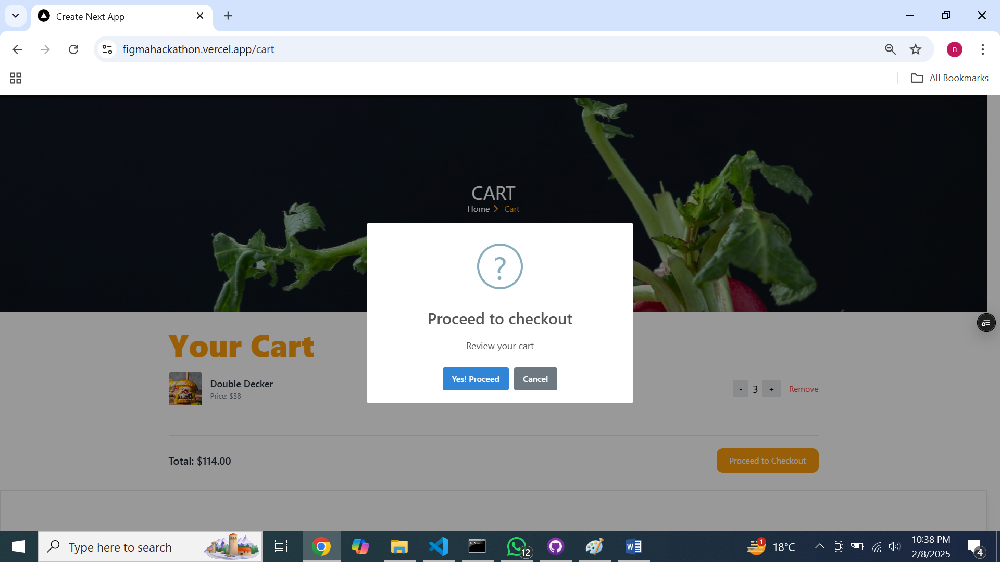 Create Next App
figmahackathon.vercel.app/cart
n
All Bookmarks
CART
Home > Cart
?
Proceed to checkout
Review your cart
Yes! Proceed
Cancel
Your Cart
Double Decker
Price: $38
- 3 + Remove
Total: $114.00
Proceed to Checkout
Type here to search
12
1
18°C
10:38 PM
2/8/2025
4